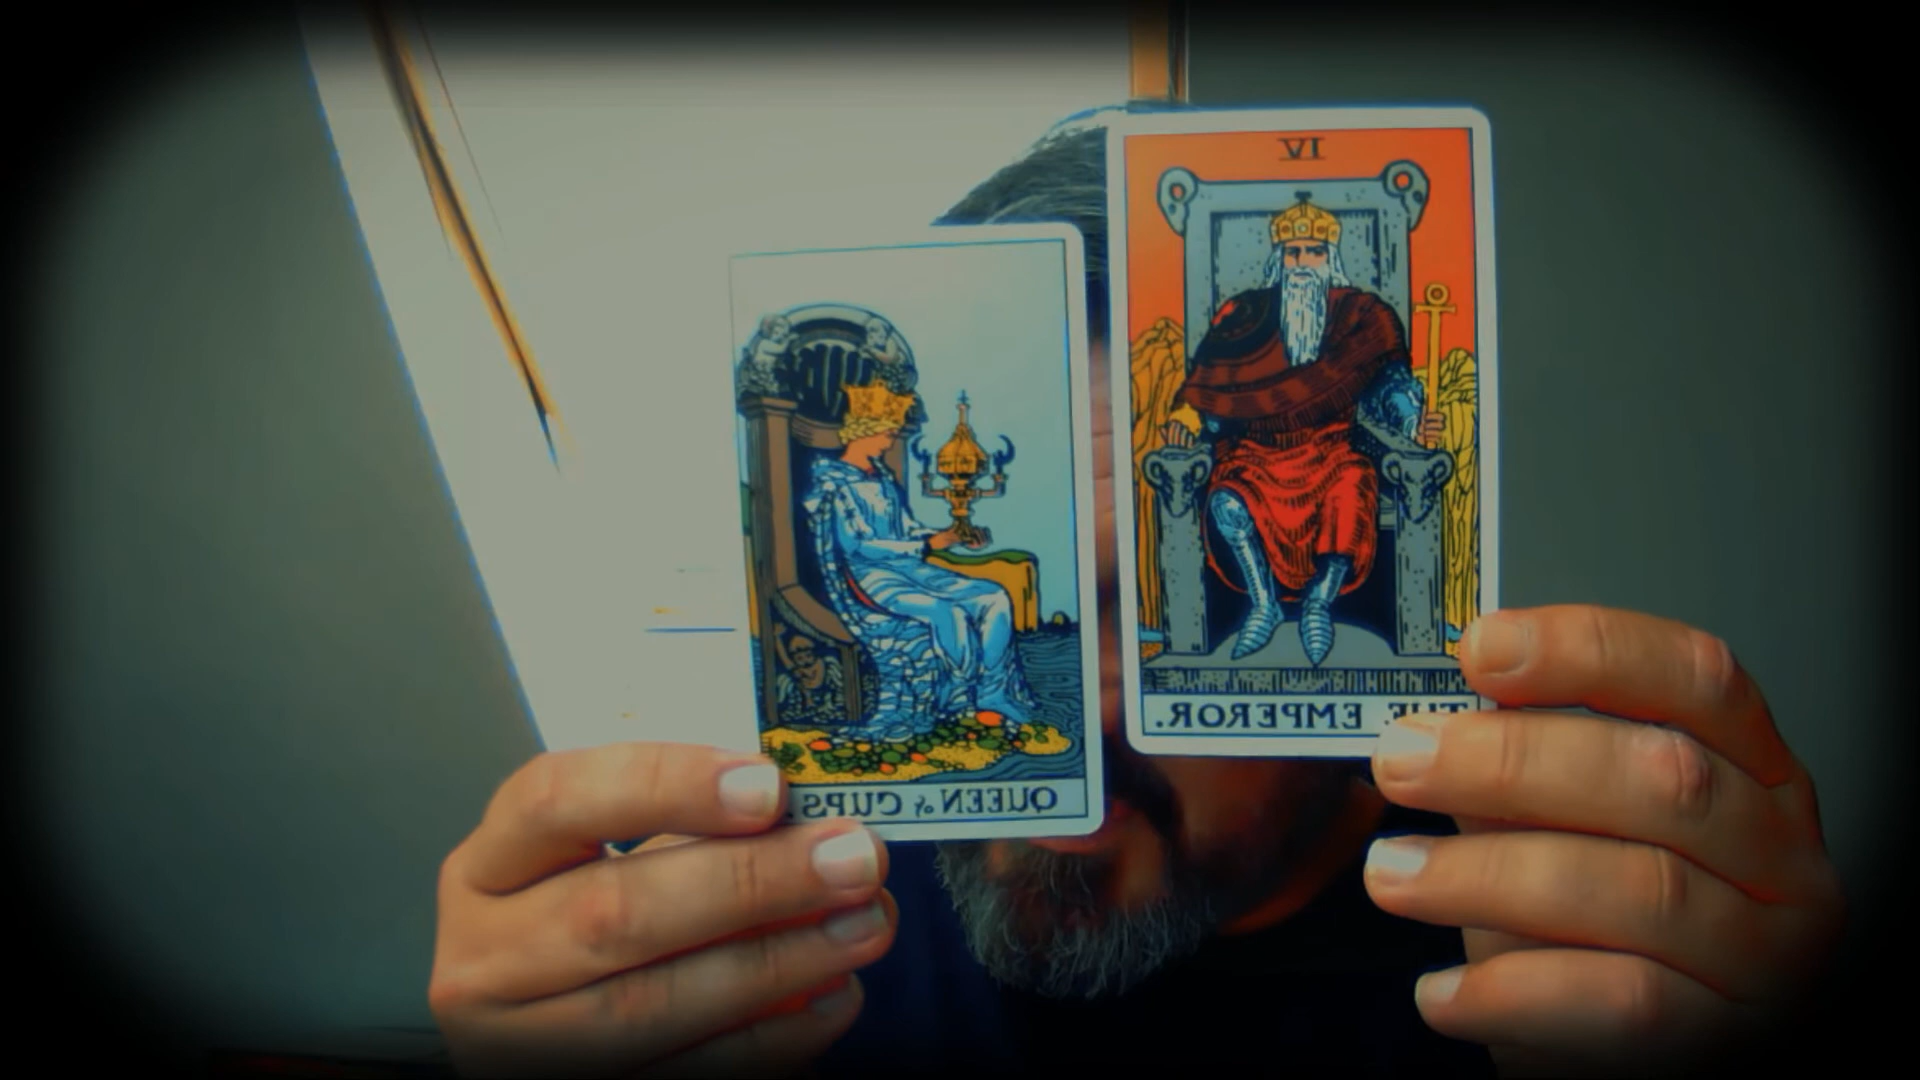 IV
THE EMPEROR.
QUEEN of CUPS.